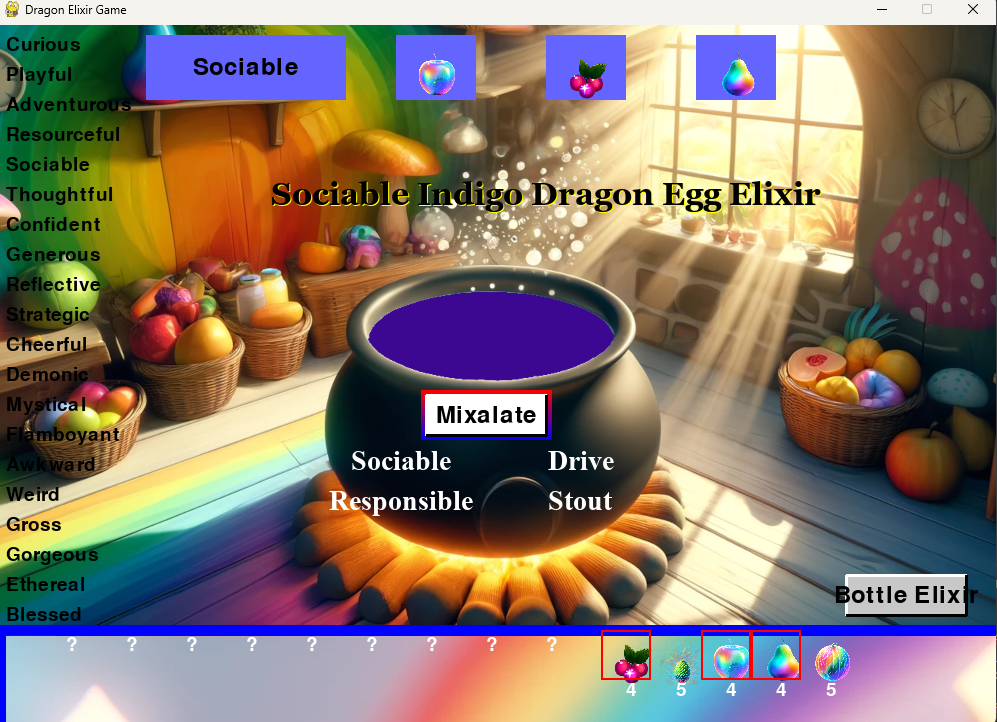 Dragon Elixir Game
Curious
Playful
Adventurous
Resourceful
Sociable
Thoughtful
Confident
Generous
Reflective
Strategic
Cheerful
Demonic
Mystical
Flamboyant
Awkward
Weird
Gross
Gorgeous
Ethereal
Blessed
Sociable
Sociable Indigo Dragon Egg Elixir
Mixalate
Sociable Drive
Responsible Stout
Bottle Elixir
? ? ? ? ? ? ? ? ?
4 5 4 4 5